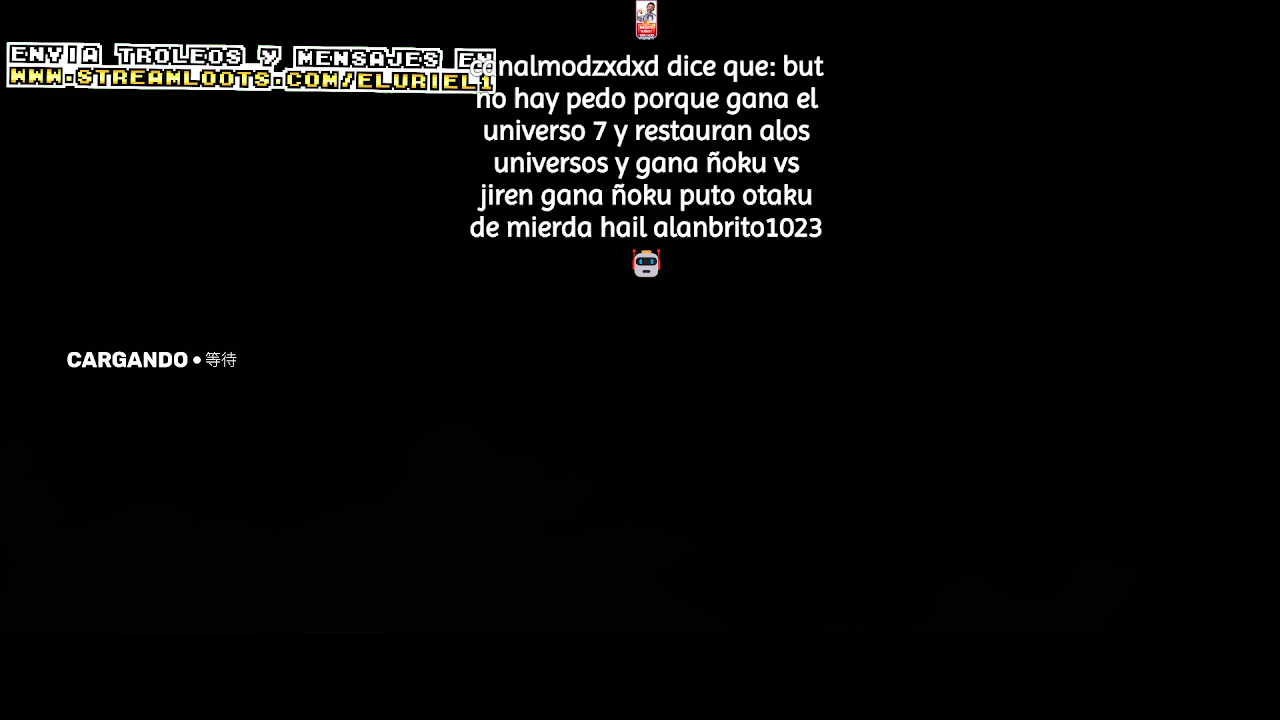 ENVIA TROLEOS Y MENSAJES EN
WWW.STREAMLOOTS.COM/ELURIEL1
canalmodzxdxd dice que: but
no hay pedo porque gana el
universo 7 y restauran alos
universos y gana ñoku vs
jiren gana ñoku puto otaku
de mierda hail alanbrito1023
CARGANDO • 等待